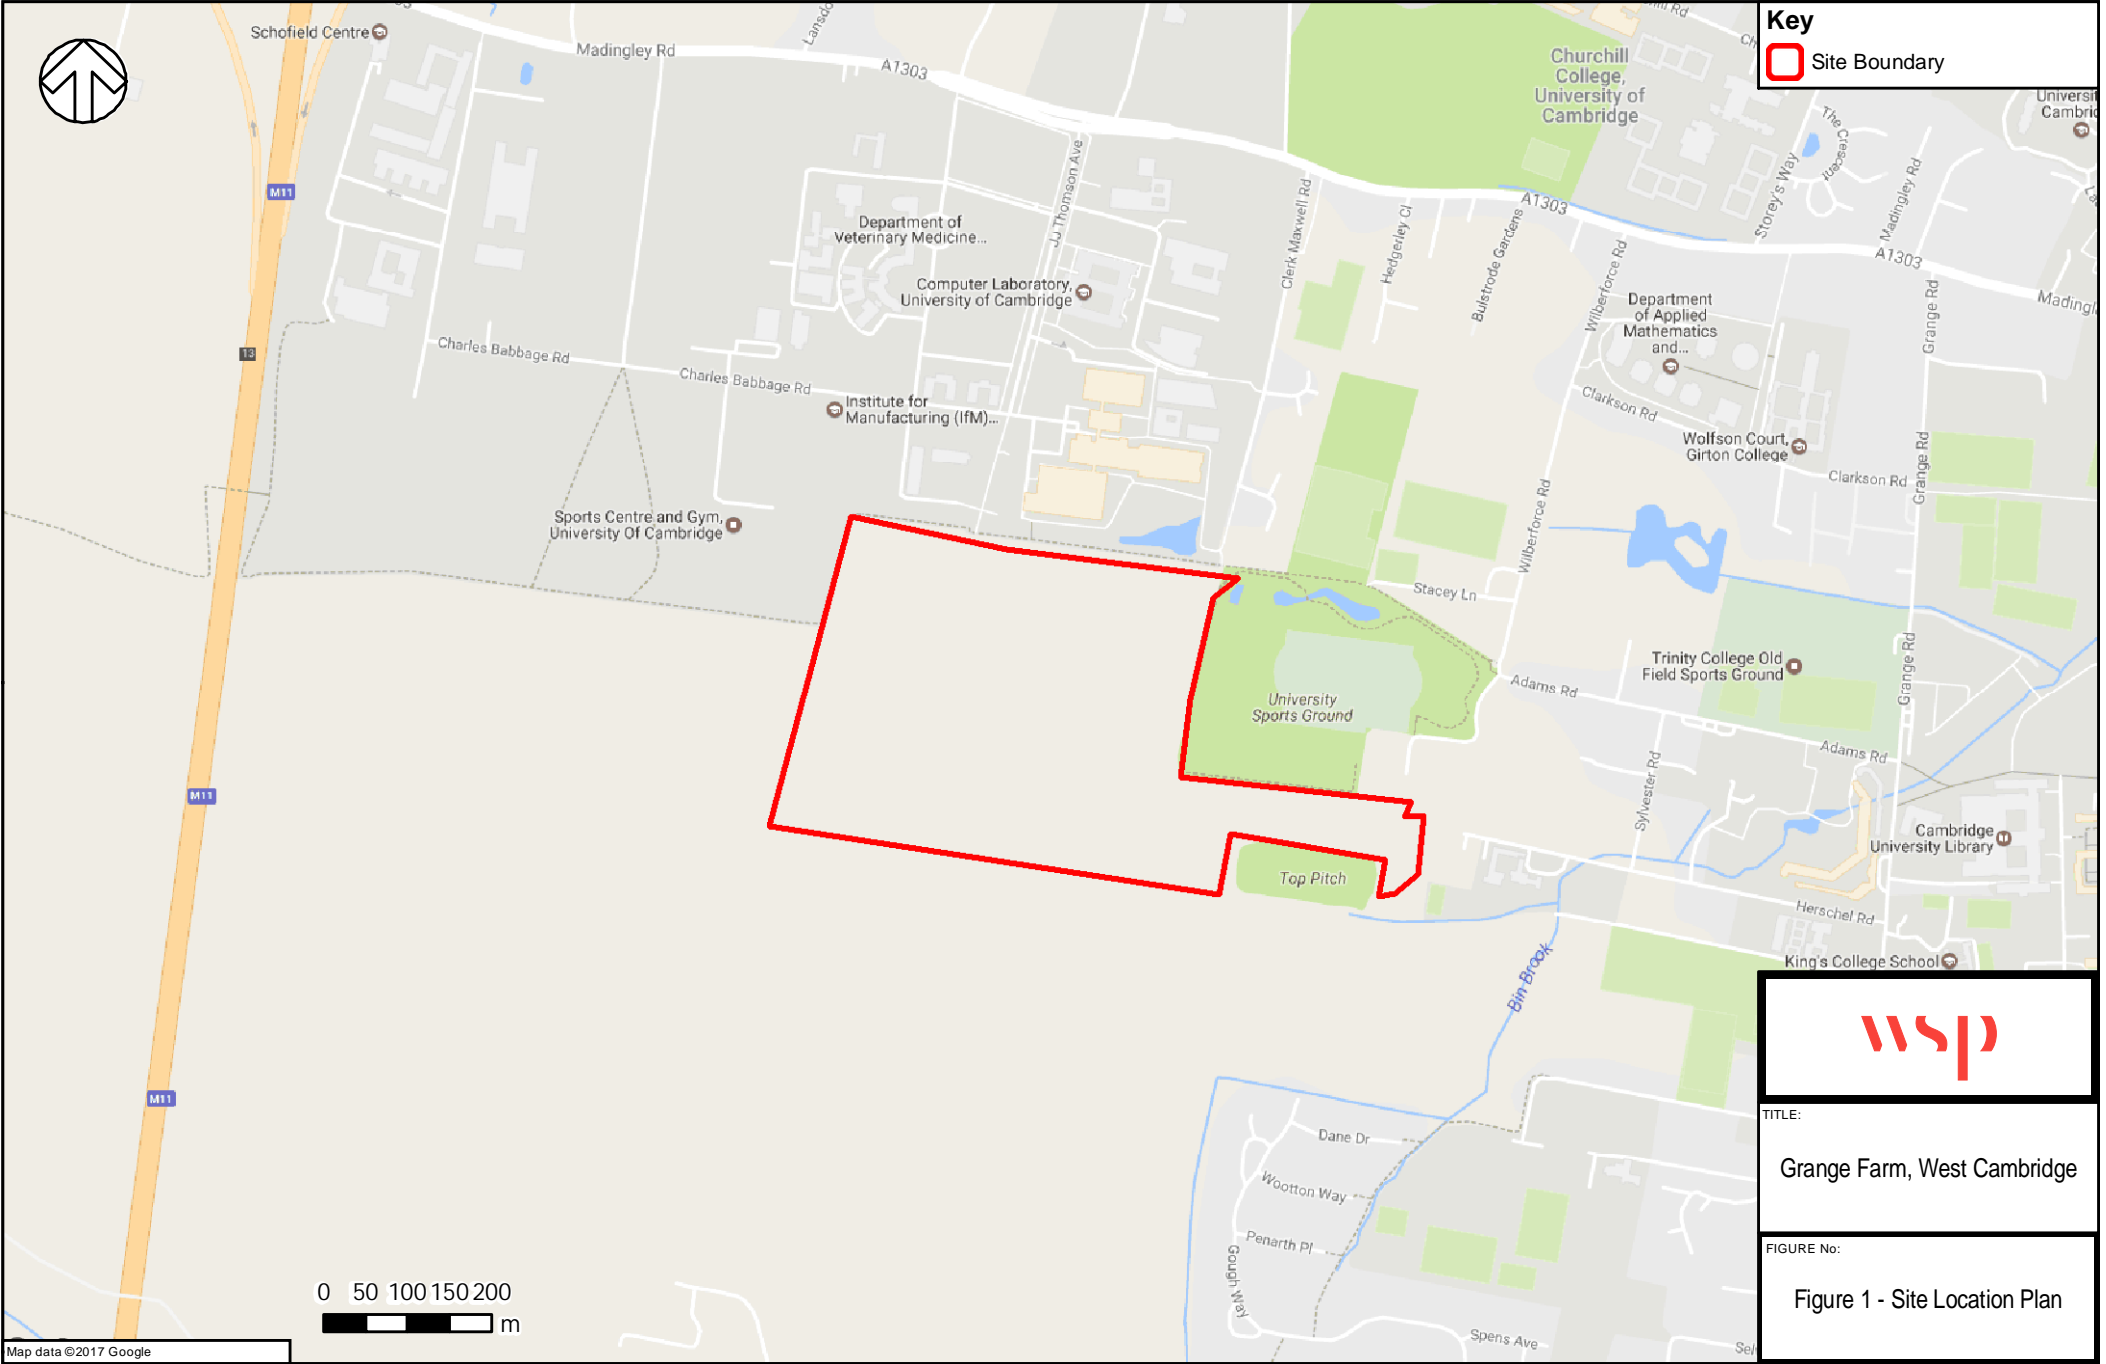 Key
Site Boundary
Schofield Centre
Madingley Rd
A1303
Churchill
College,
University of
Cambridge
The Crescent
Storey's Way
Madingley Rd
M11
Department of
Veterinary Medicine...
JJ Thomson Ave
Clerk Maxwell Rd
Hedgerley Cl
Bulstrode Gardens
A1303
Wilberforce Rd
A1303
Computer Laboratory,
University of Cambridge
Department
of Applied
Mathematics
and...
Grange Rd
13
Charles Babbage Rd
Charles Babbage Rd
Institute for
Manufacturing (IfM)...
Clarkson Rd
Wolfson Court,
Girton College
Clarkson Rd
Grange Rd
Sports Centre and Gym,
University Of Cambridge
Wilberforce Rd
Stacey Ln
University
Sports Ground
Adams Rd
Trinity College Old
Field Sports Ground
Grange Rd
Adams Rd
Sylvester Rd
M11
Cambridge
University Library
Top Pitch
Herschel Rd
King's College School
Bin Brook
M11
Dane Dr
Wootton Way
Penarth Pl
Gough Way
Spens Ave
wsp
TITLE:
Grange Farm, West Cambridge
FIGURE No:
Figure 1 - Site Location Plan
0 50 100 150 200
m
Map data ©2017 Google